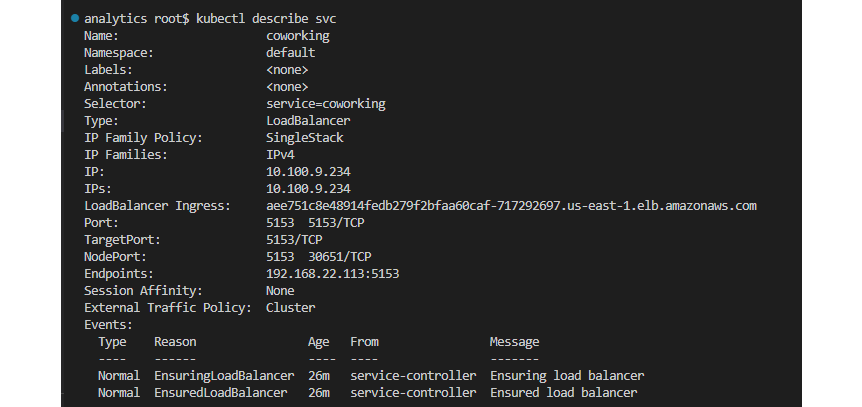 analytics root$ kubectl describe svc
Name:                     coworking
Namespace:                default
Labels:                   <none>
Annotations:              <none>
Selector:                 service=coworking
Type:                     LoadBalancer
IP Family Policy:         SingleStack
IP Families:              IPv4
IP:                       10.100.9.234
IPs:                      10.100.9.234
LoadBalancer Ingress:     aee751c8e48914fedb279f2bfaa60caf-717292697.us-east-1.elb.amazonaws.com
Port:                     5153  5153/TCP
TargetPort:               5153/TCP
NodePort:                 5153  30651/TCP
Endpoints:                192.168.22.113:5153
Session Affinity:         None
External Traffic Policy:  Cluster
Events:
  Type    Reason                Age   From                Message
  ----    ------                ----  ----                -------
  Normal  EnsuringLoadBalancer  26m   service-controller  Ensuring load balancer
  Normal  EnsuredLoadBalancer   26m   service-controller  Ensured load balancer